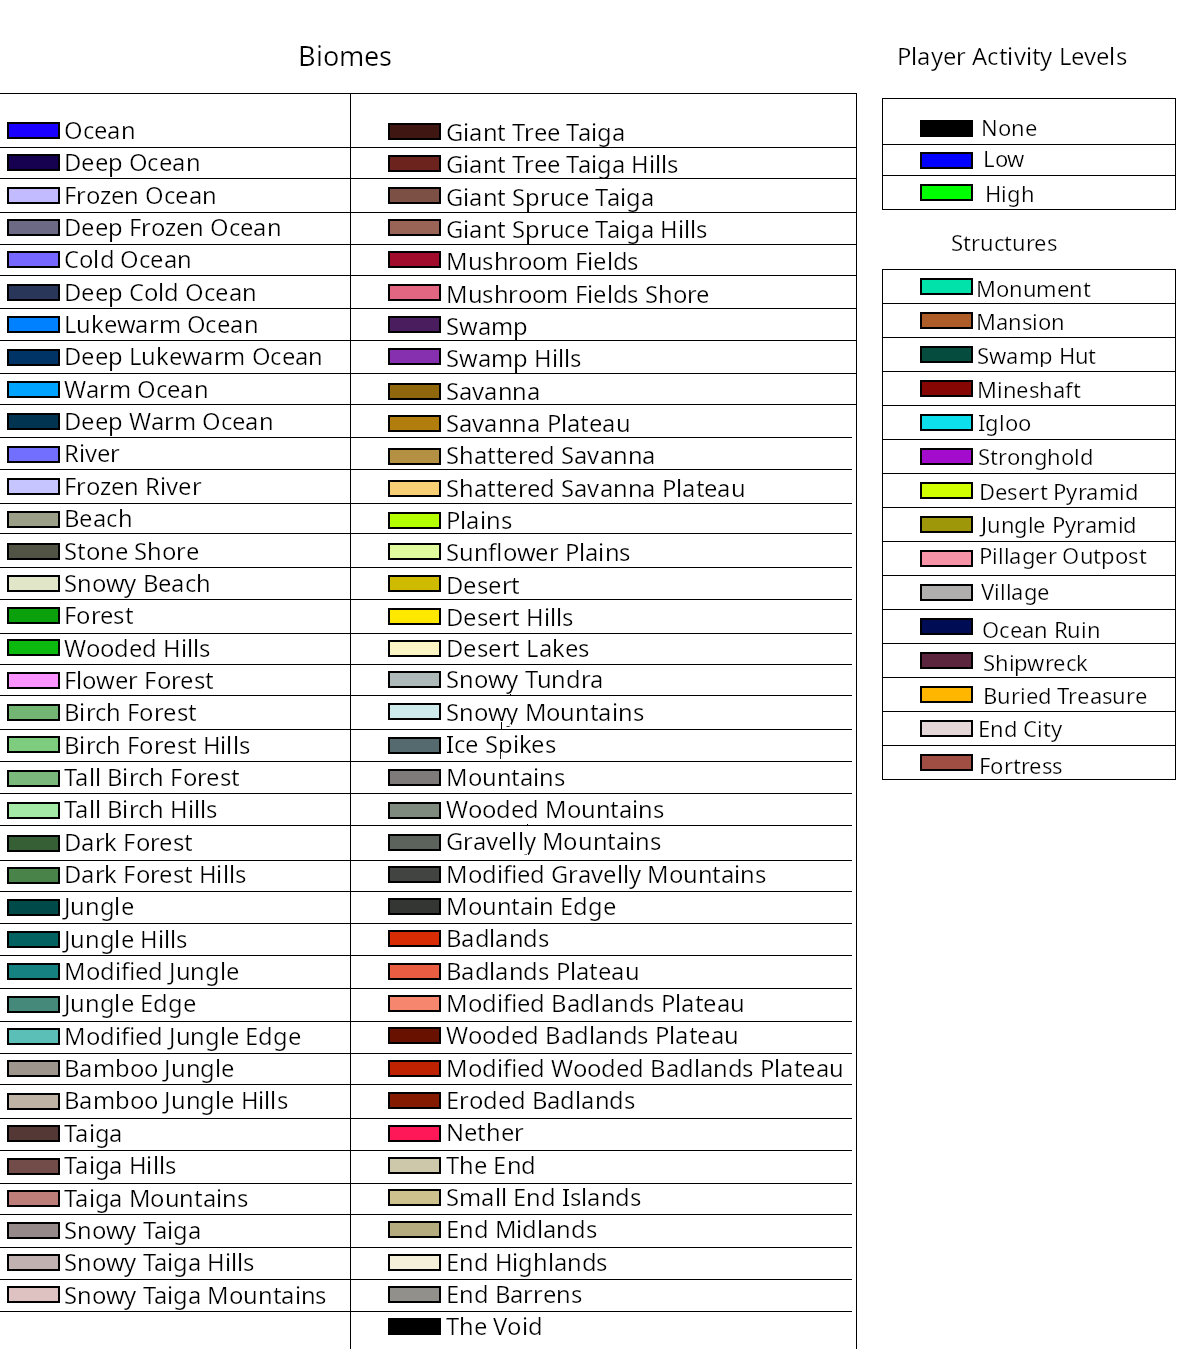 Biomes
Ocean
Deep Ocean
Frozen Ocean
Deep Frozen Ocean
Cold Ocean
Deep Cold Ocean
Lukewarm Ocean
Deep Lukewarm Ocean
Warm Ocean
Deep Warm Ocean
River
Frozen River
Beach
Stone Shore
Snowy Beach
Forest
Wooded Hills
Flower Forest
Birch Forest
Birch Forest Hills
Tall Birch Forest
Tall Birch Hills
Dark Forest
Dark Forest Hills
Jungle
Jungle Hills
Modified Jungle
Jungle Edge
Modified Jungle Edge
Bamboo Jungle
Bamboo Jungle Hills
Taiga
Taiga Hills
Taiga Mountains
Snowy Taiga
Snowy Taiga Hills
Snowy Taiga Mountains
Giant Tree Taiga
Giant Tree Taiga Hills
Giant Spruce Taiga
Giant Spruce Taiga Hills
Mushroom Fields
Mushroom Fields Shore
Swamp
Swamp Hills
Savanna
Savanna Plateau
Shattered Savanna
Shattered Savanna Plateau
Plains
Sunflower Plains
Desert
Desert Hills
Desert Lakes
Snowy Tundra
Snowy Mountains
Ice Spikes
Mountains
Wooded Mountains
Gravelly Mountains
Modified Gravelly Mountains
Mountain Edge
Badlands
Badlands Plateau
Modified Badlands Plateau
Wooded Badlands Plateau
Modified Wooded Badlands Plateau
Eroded Badlands
Nether
The End
Small End Islands
End Midlands
End Highlands
End Barrens
The Void
Player Activity Levels
None
Low
High
Structures
Monument
Mansion
Swamp Hut
Mineshaft
Igloo
Stronghold
Desert Pyramid
Jungle Pyramid
Pillager Outpost
Village
Ocean Ruin
Shipwreck
Buried Treasure
End City
Fortress